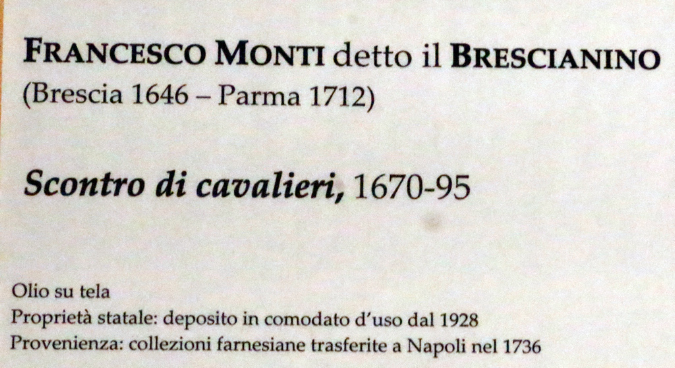 FRANCESCO MONTI detto il BRESCIANINO
(Brescia 1646 – Parma 1712)
Scontro di cavalieri, 1670-95
Olio su tela
Proprietà statale: deposito in comodato d'uso dal 1928
Provenienza: collezioni farnesiane trasferite a Napoli nel 1736